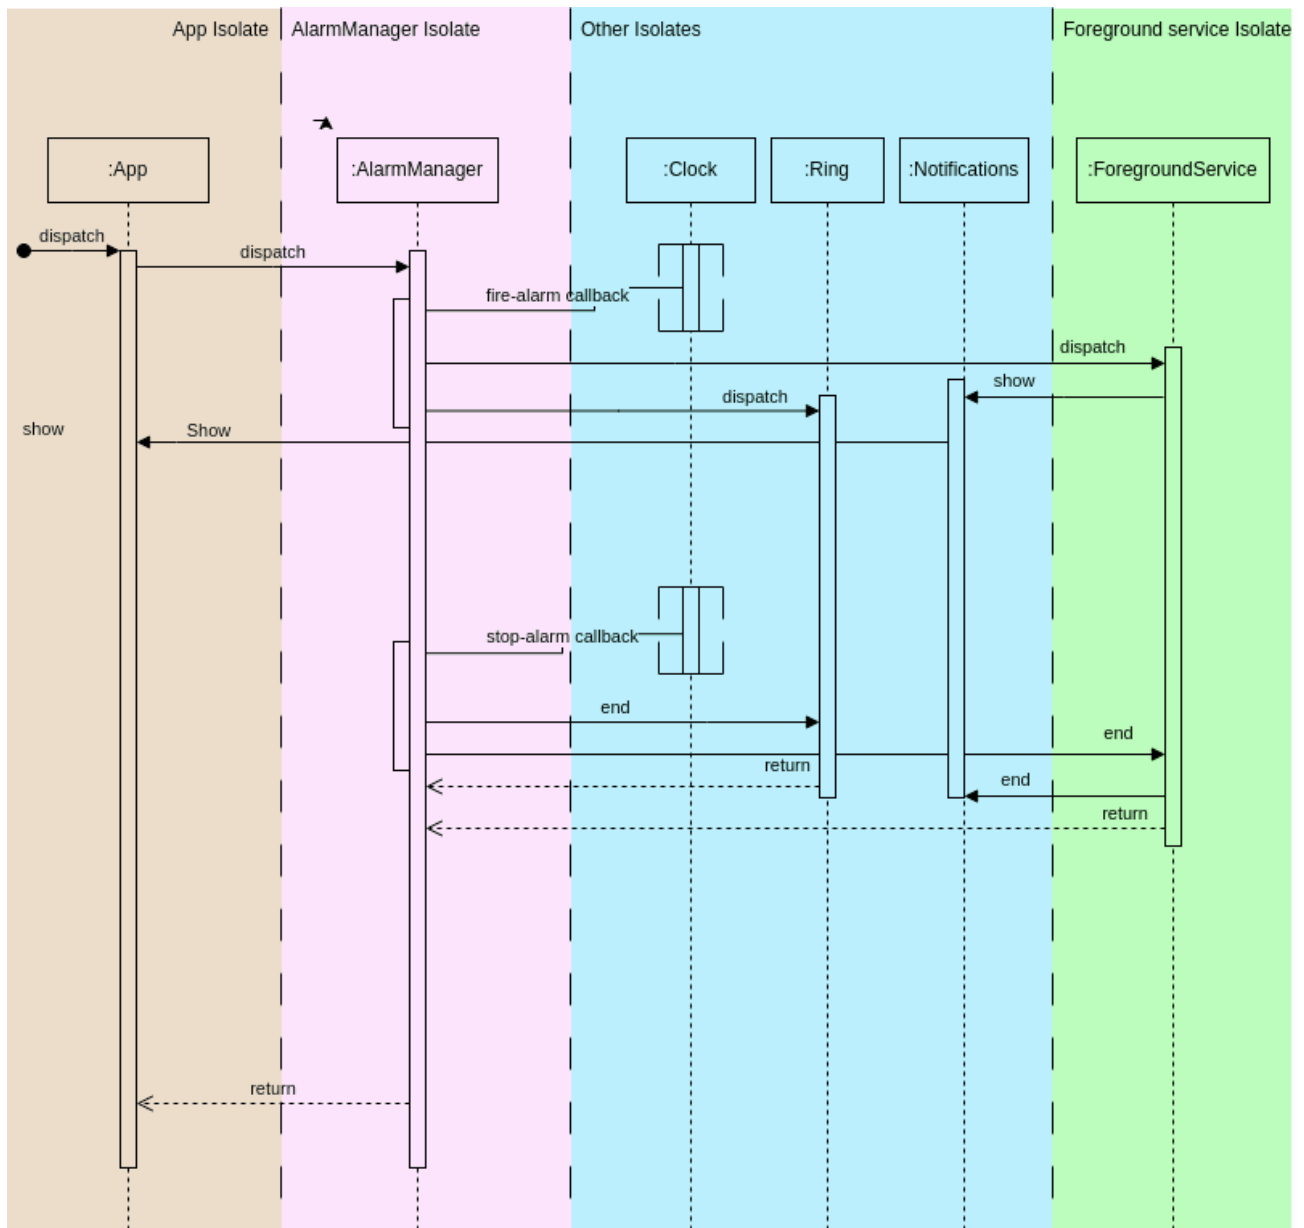 App Isolate
AlarmManager Isolate
Other Isolates
Foreground service Isolate
:App
:AlarmManager
:Clock
:Ring
:Notifications
:ForegroundService
dispatch
dispatch
fire-alarm callback
dispatch
show
dispatch
show
Show
stop-alarm callback
end
end
return
end
return
return